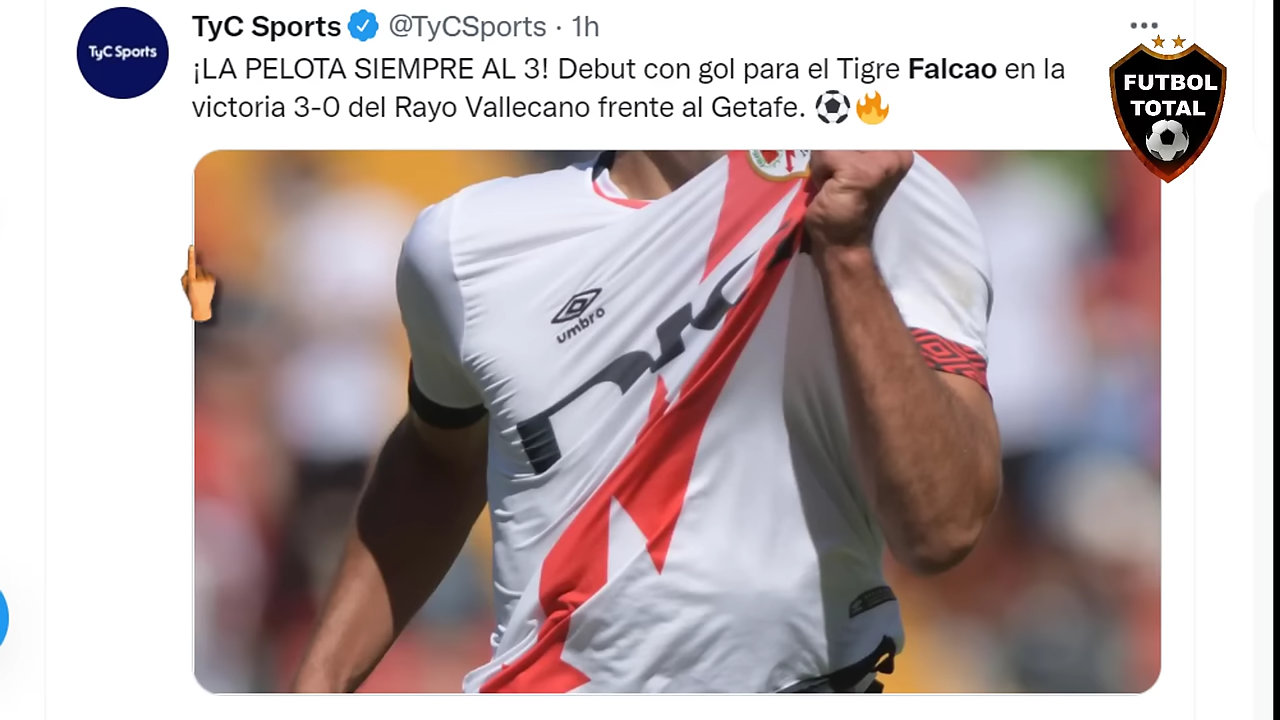 TyC Sports
TyC Sports @TyCSports · 1h
¡LA PELOTA SIEMPRE AL 3! Debut con gol para el Tigre Falcao en la
victoria 3-0 del Rayo Vallecano frente al Getafe. ⚽🔥
FUTBOL
TOTAL
umbro